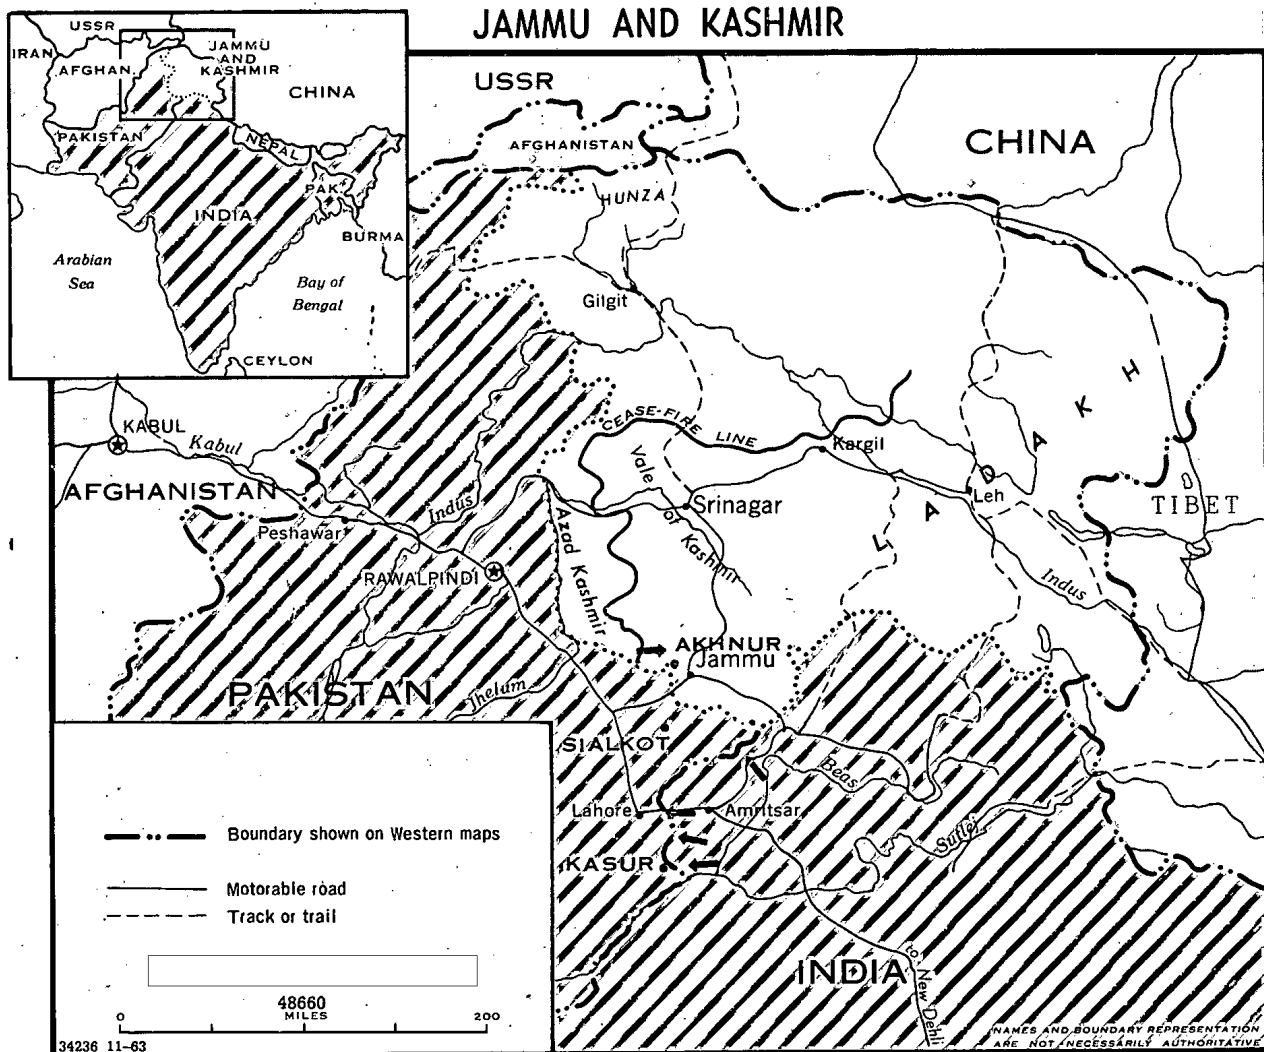 JAMMU AND KASHMIR
USSR
IRAN
AFGHAN.
JAMMU
AND
KASHMIR
CHINA
PAKISTAN
NEPAL
PAK.
INDIA
BURMA
Arabian
Sea
Bay of
Bengal
CEYLON
USSR
AFGHANISTAN
CHINA
HUNZA
Gilgit
CEASE-FIRE LINE
Kargil
LADAKH
KABUL
Kabul
AFGHANISTAN
Indus
Vale of Kashmir
Srinagar
Leh
TIBET
Peshawar
RAWALPINDI
Azad Kashmir
Indus
AKHNUR
Jammu
PAKISTAN
Jhelum
SIALKOT
Beas
Lahore
Amritsar
Sutlej
KASUR
INDIA
to New Dehli
Boundary shown on Western maps
Motorable road
Track or trail
48660
MILES
0 200
34236 11-63
NAMES AND BOUNDARY REPRESENTATION
ARE NOT NECESSARILY AUTHORITATIVE